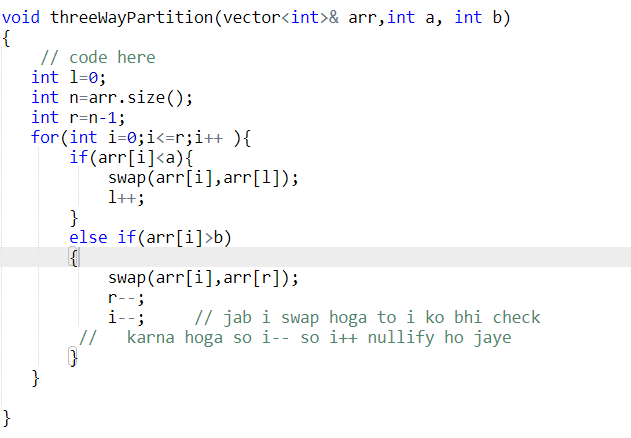 void threeWayPartition(vector<int>& arr,int a, int b)
{
    // code here
   int l=0;
   int n=arr.size();
   int r=n-1;
   for(int i=0;i<=r;i++ ){
       if(arr[i]<a){
           swap(arr[i],arr[l]);
           l++;
       }
       else if(arr[i]>b)
       {
           swap(arr[i],arr[r]);
           r--;
           i--;     // jab i swap hoga to i ko bhi check
        //   karna hoga so i-- so i++ nullify ho jaye
       }
   }
}